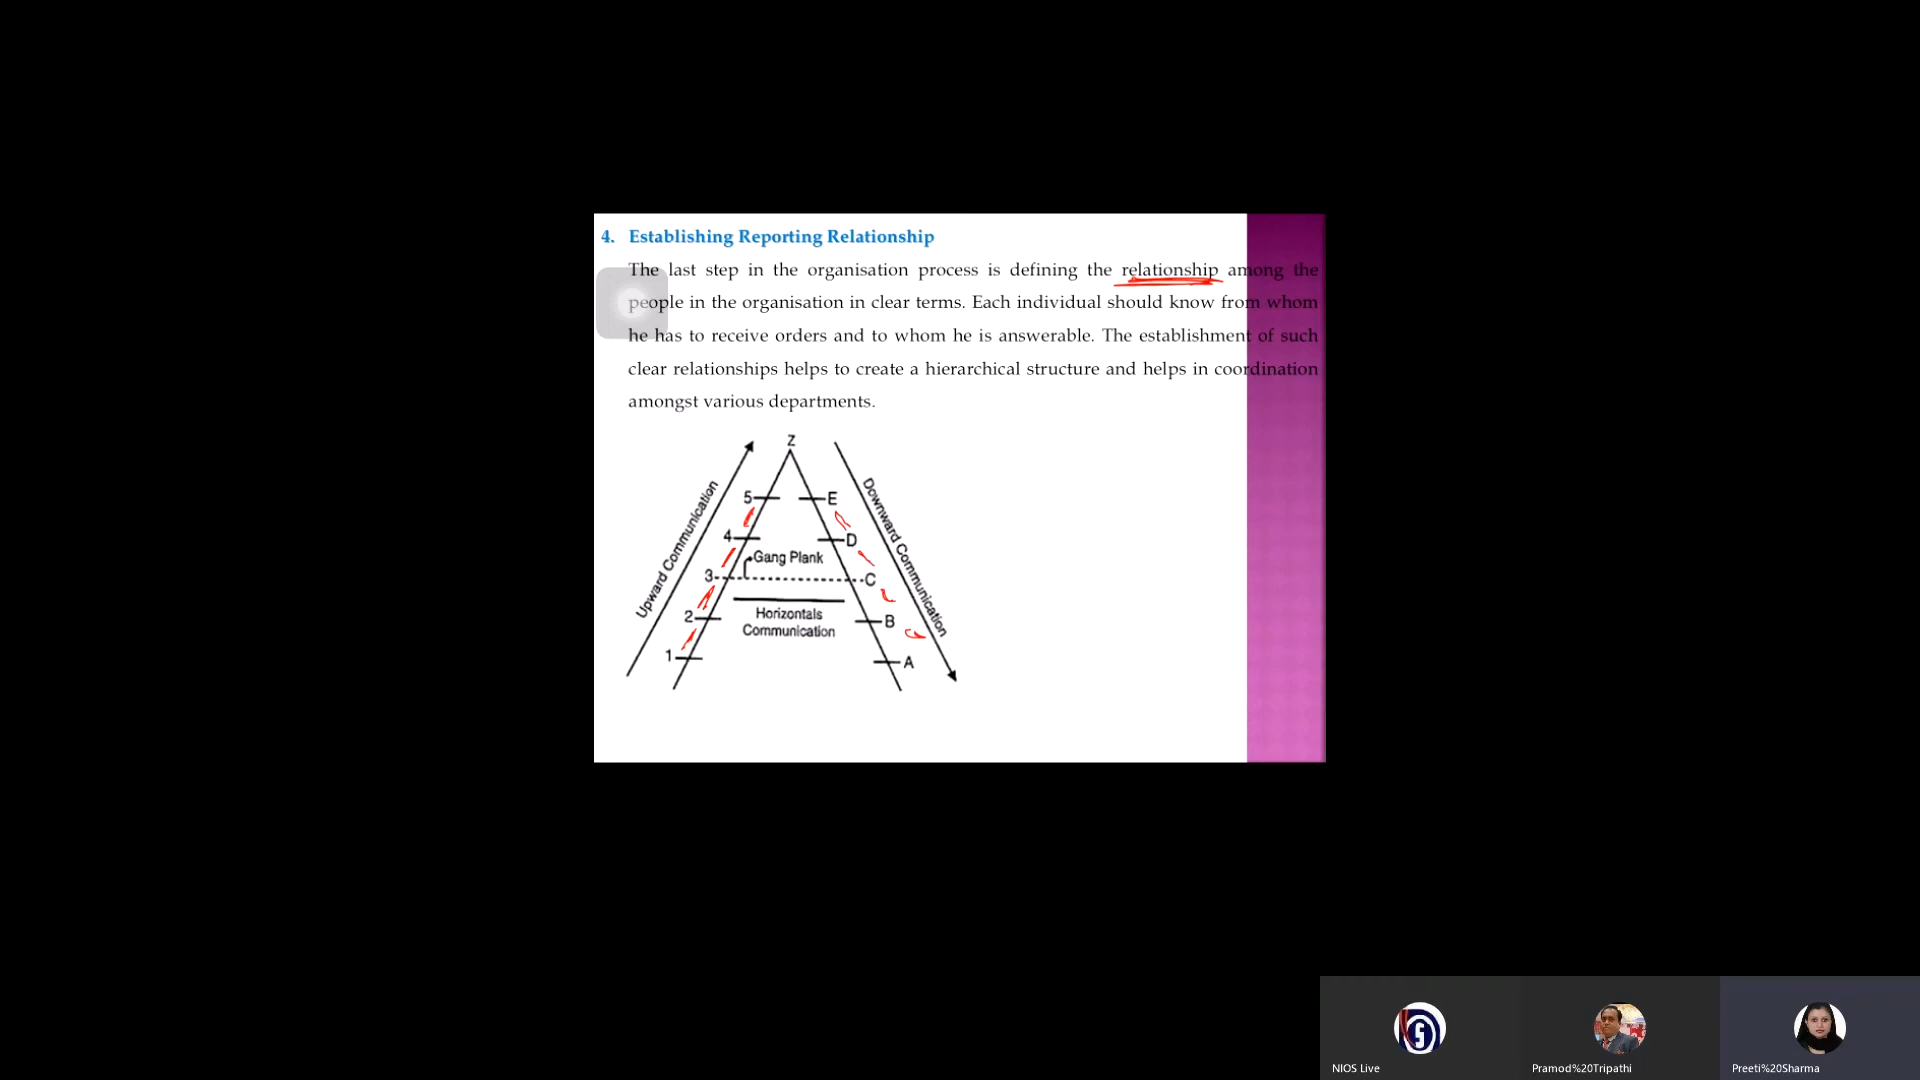 4. Establishing Reporting Relationship
The last step in the organisation process is defining the relationship among the
people in the organisation in clear terms. Each individual should know from whom
he has to receive orders and to whom he is answerable. The establishment of such
clear relationships helps to create a hierarchical structure and helps in coordination
amongst various departments.
Z
5 E
4 D
Gang Plank
3 C
2 B
Horizontals
Communication
1 A
Upward Communication
Downward Communication
NIOS Live
Pramod%20Tripathi
Preeti%20Sharma